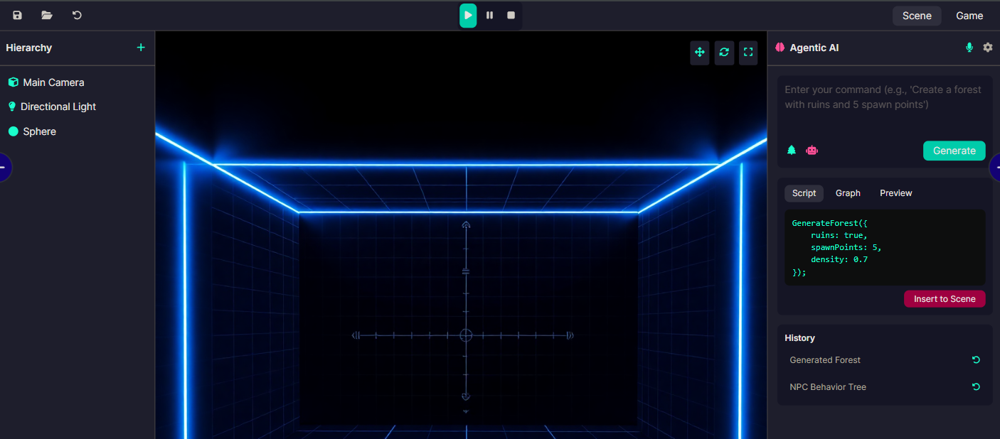 Scene
Game
Hierarchy
+
Main Camera
Directional Light
Sphere
Agentic AI
Enter your command (e.g., 'Create a forest
with ruins and 5 spawn points')
Generate
Script
Graph
Preview
GenerateForest({
ruins: true,
spawnPoints: 5,
density: 0.7
});
Insert to Scene
History
Generated Forest
NPC Behavior Tree